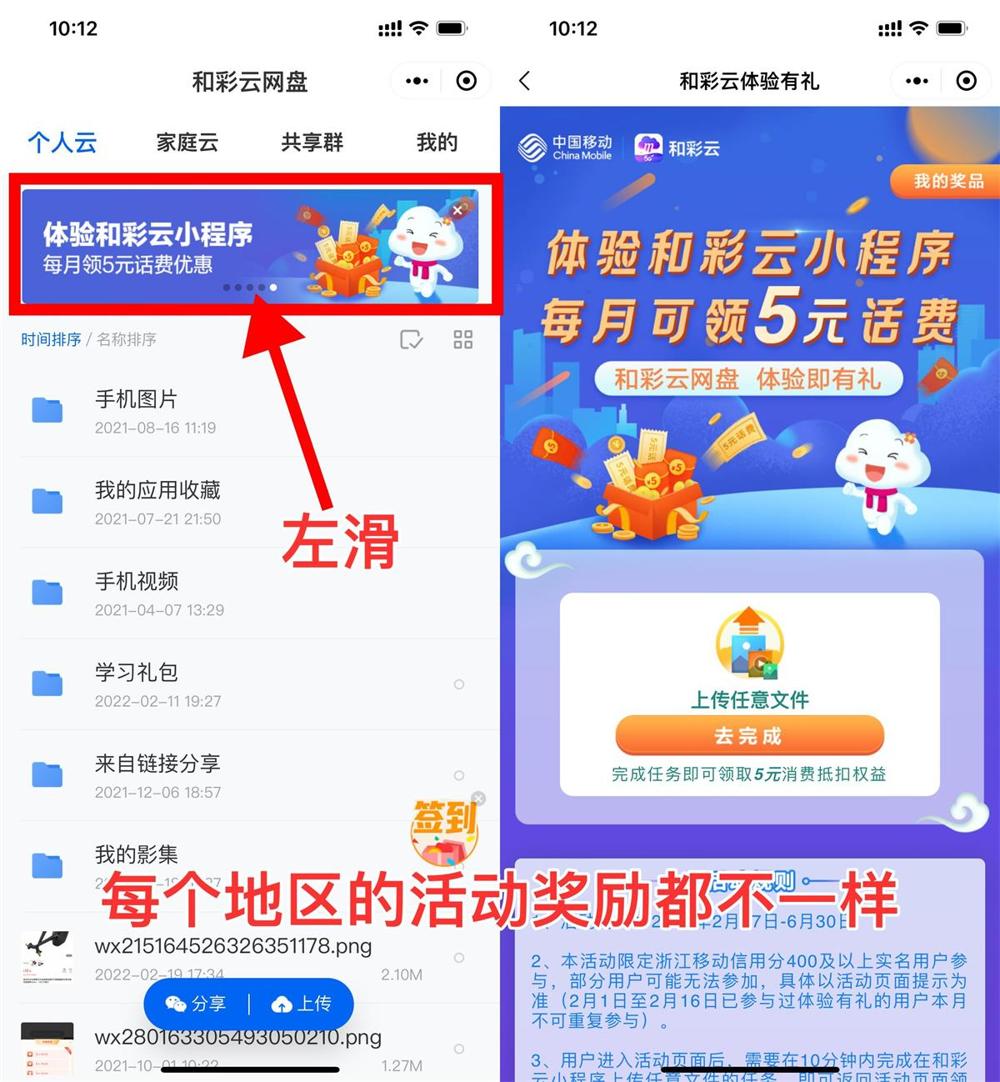 10:12
和彩云网盘
个人云
家庭云
共享群
我的
体验和彩云小程序
每月领5元话费优惠
时间排序 / 名称排序
手机图片
2021-08-16 11:19
我的应用收藏
2021-07-21 21:50
左滑
手机视频
2021-04-07 13:29
学习礼包
2022-02-11 19:27
来自链接分享
2021-12-06 18:57
签到
我的影集
每个地区的活动奖励都不一样
wx215164526326351178.png
2022-02-19 17:34
2.10M
分享
上传
wx280163305493050210.png
2021-10-01 10:22
1.27M
10:12
和彩云体验有礼
中国移动
China Mobile
和彩云
我的奖品
体验和彩云小程序
每月可领5元话费
和彩云网盘 体验即有礼
5元话费
上传任意文件
去完成
完成任务即可领取5元消费抵扣权益
2月17日-6月30日
2、本活动限定浙江移动信用分400及以上实名用户参
与，部分用户可能无法参加，具体以活动页面提示为
准（2月1日至2月16日已参与过体验有礼的用户本月
不可重复参与）。
3、用户进入活动页面后，需要在10分钟内完成在和彩
云小程序上传任意文件的任务，即可返回活动页面领